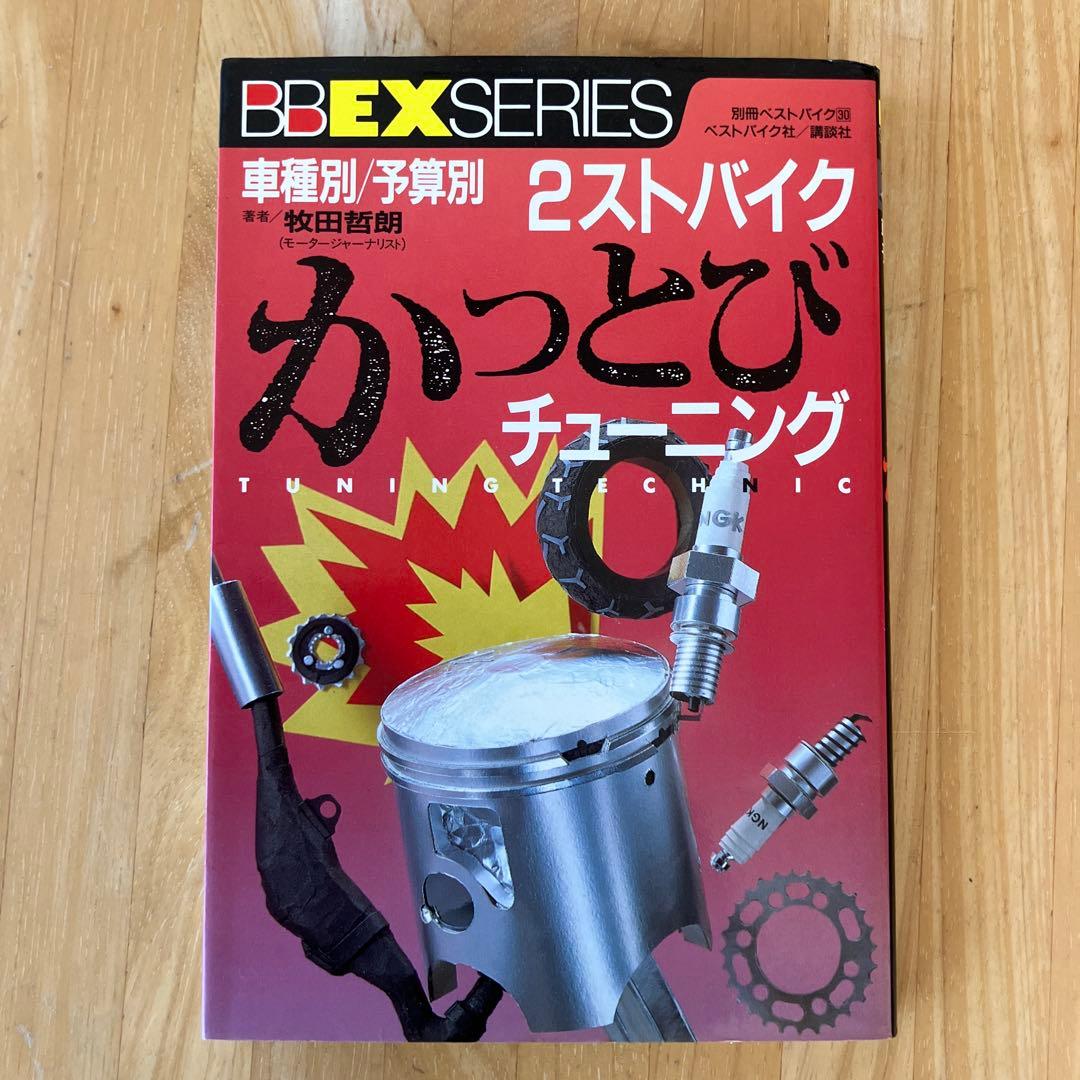 BBEXSERIES
別冊ベストバイク30
ベストバイク社/講談社
車種別/予算別
著者/牧田哲朗
(モータージャーナリスト)
2ストバイク
かっとび
チューニング
TUNING TECHNIC
NGK
NGK